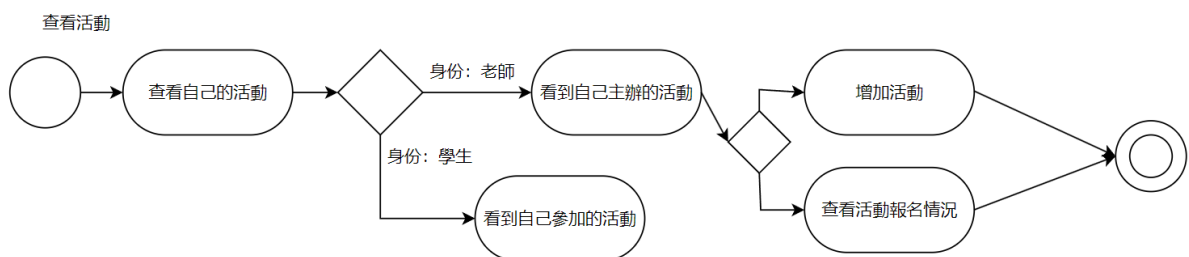 查看活動
查看自己的活動
身份：老師
看到自己主辦的活動
增加活動
身份：學生
看到自己參加的活動
查看活動報名情況